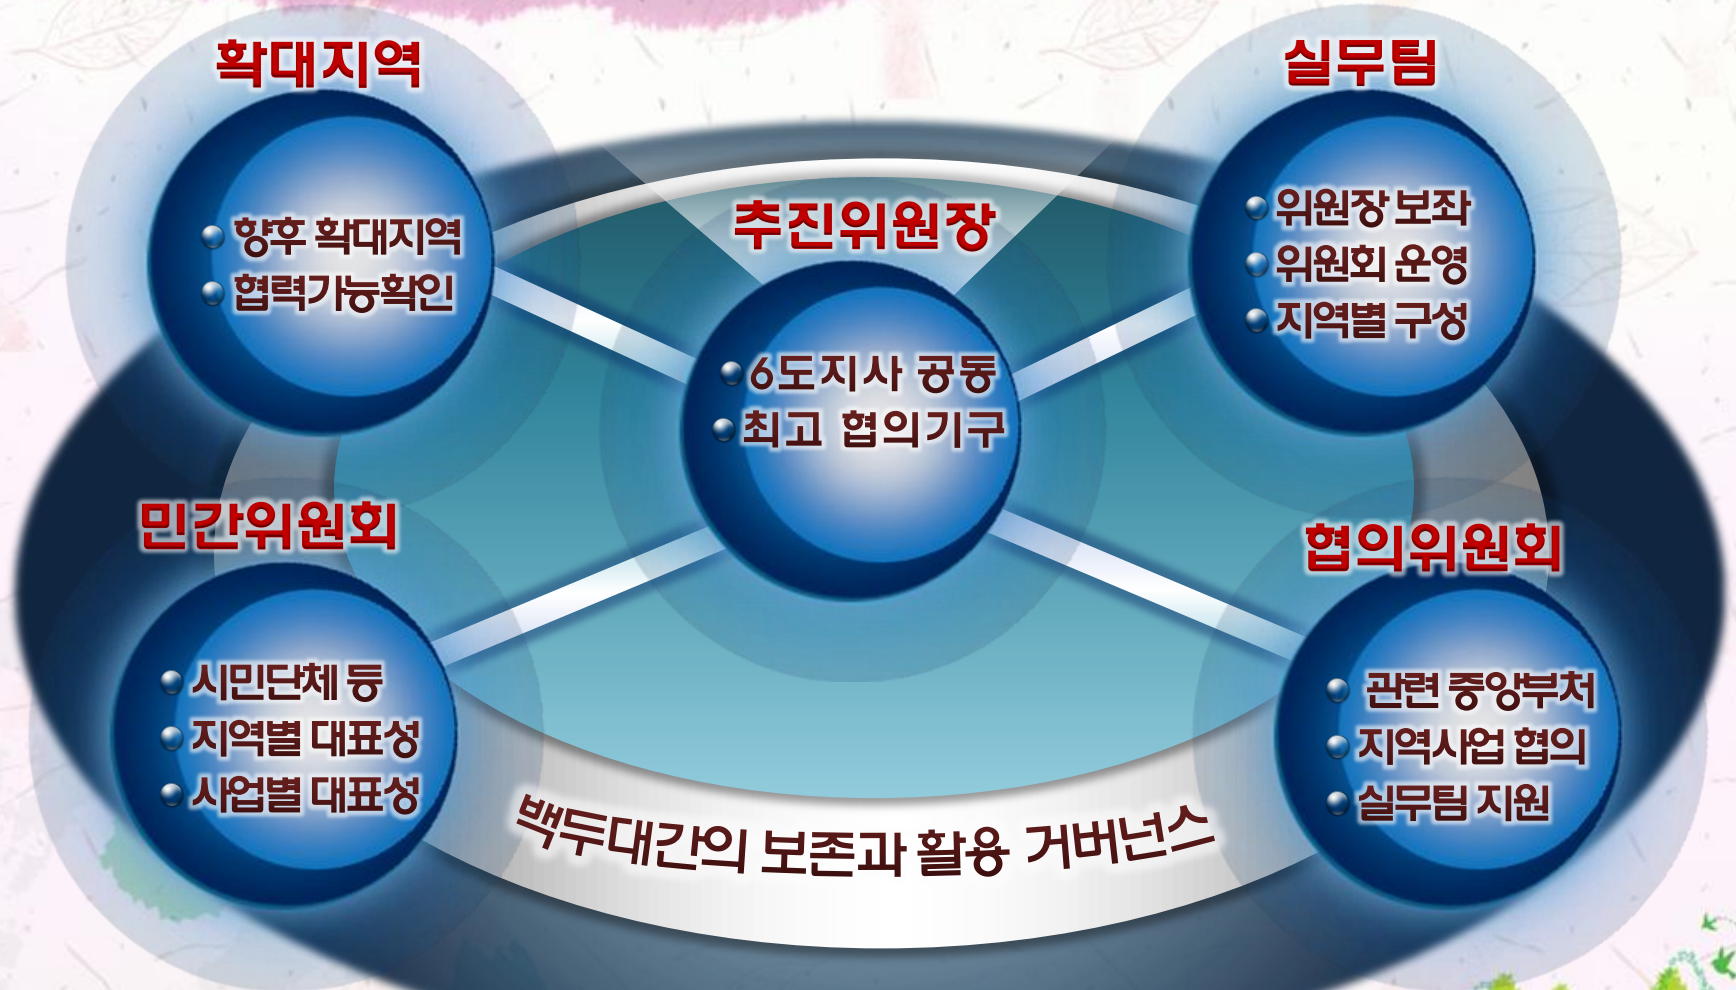 확대지역
향후 확대지역
협력가능확인
실무팀
위원장 보좌
위원회 운영
지역별 구성
추진위원장
6도지사 공동
최고 협의기구
민간위원회
시민단체 등
지역별 대표성
사업별 대표성
협의위원회
관련 중앙부처
지역사업 협의
실무팀 지원
백두대간의 보존과 활용 거버넌스